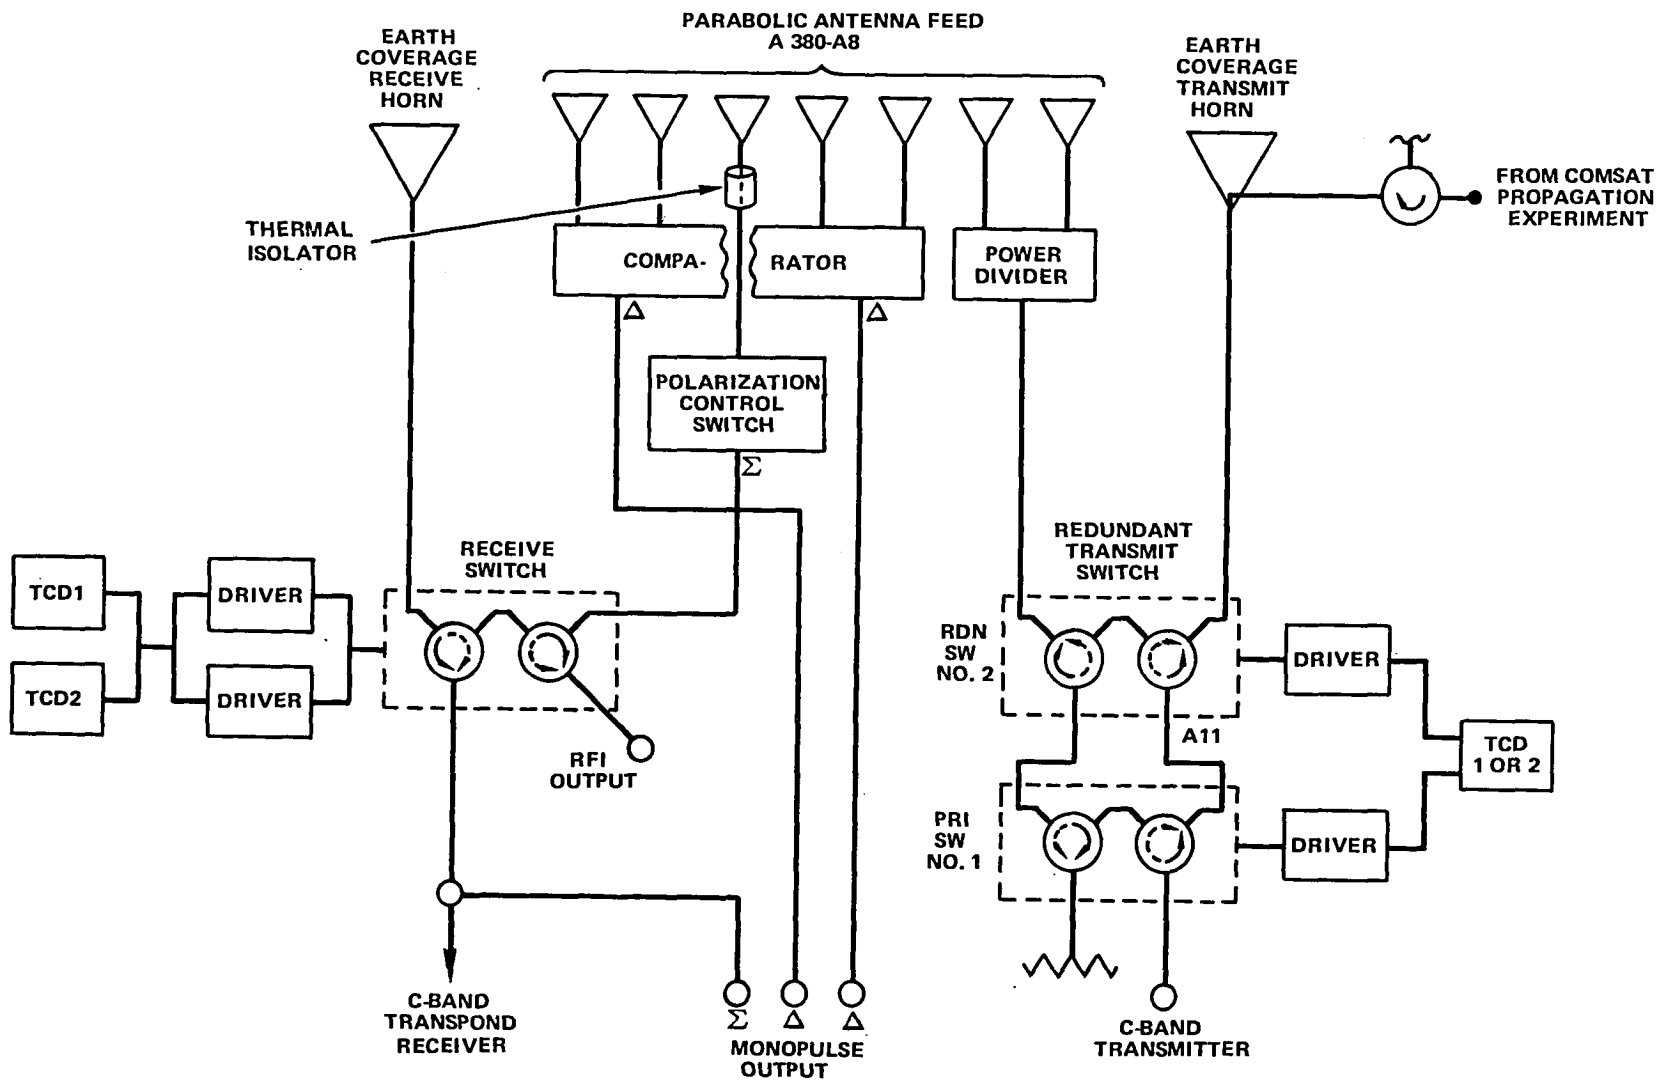 PARABOLIC ANTENNA FEED
A 380-A8
EARTH
COVERAGE
RECEIVE
HORN
EARTH
COVERAGE
TRANSMIT
HORN
FROM COMSAT
PROPAGATION
EXPERIMENT
THERMAL
ISOLATOR
COMPA-
RATOR
POWER
DIVIDER
Δ
Δ
POLARIZATION
CONTROL
SWITCH
Σ
RECEIVE
SWITCH
REDUNDANT
TRANSMIT
SWITCH
TCD1
DRIVER
TCD2
DRIVER
RDN
SW
NO. 2
DRIVER
A11
TCD
1 OR 2
RFI
OUTPUT
PRI
SW
NO. 1
DRIVER
C-BAND
TRANSPOND
RECEIVER
Σ Δ Δ
MONOPULSE
OUTPUT
C-BAND
TRANSMITTER